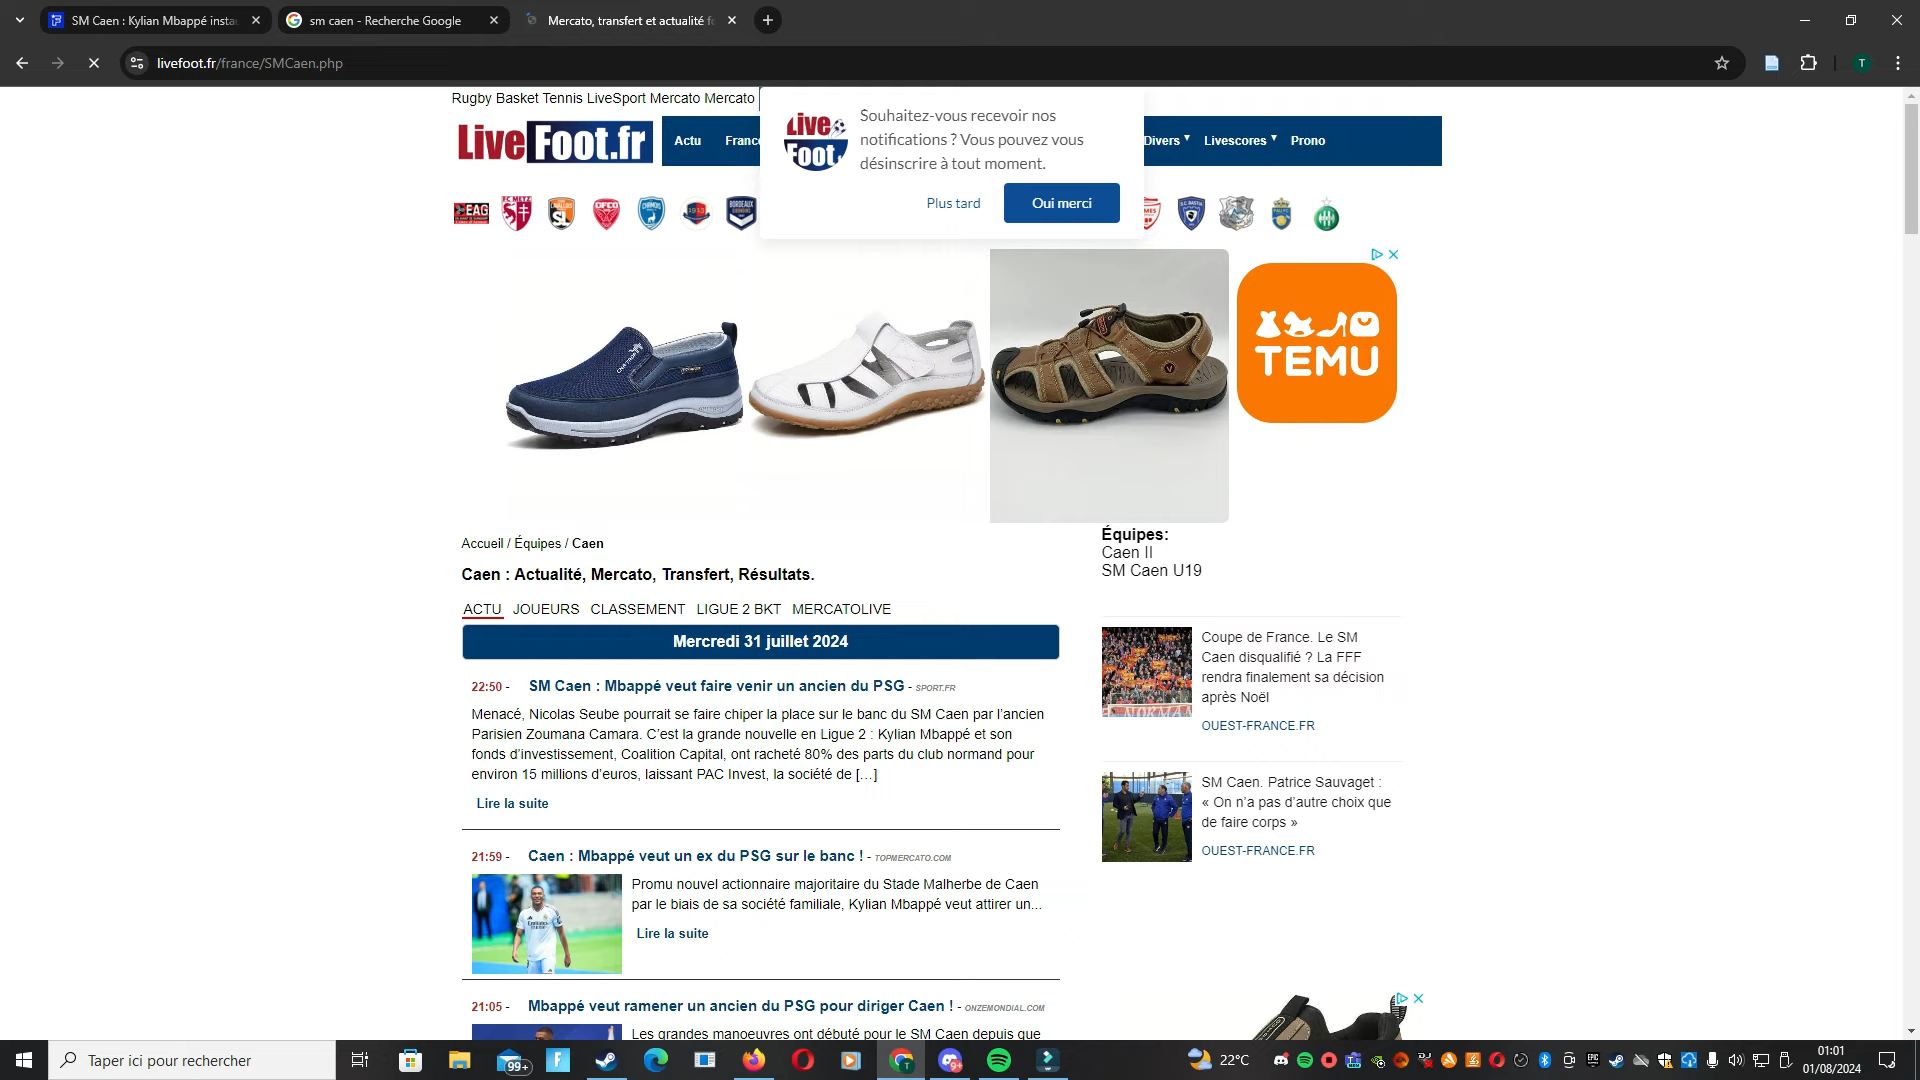 SM Caen : Kylian Mbappé insta
sm caen - Recherche Google
Mercato, transfert et actualité fo
livefoot.fr/france/SMCaen.php
T
Rugby Basket Tennis LiveSport Mercato Mercato
LiveFoot.fr
Actu
France
Divers
Livescores
Prono
Live Foot.
Souhaitez-vous recevoir nos
notifications ? Vous pouvez vous
désinscrire à tout moment.
Plus tard
Oui merci
EAG
FC METZ
BORDEAUX
TEMU
Accueil / Équipes / Caen
Caen : Actualité, Mercato, Transfert, Résultats.
ACTU JOUEURS CLASSEMENT LIGUE 2 BKT MERCATOLIVE
Mercredi 31 juillet 2024
22:50 - SM Caen : Mbappé veut faire venir un ancien du PSG - SPORT.FR
Menacé, Nicolas Seube pourrait se faire chiper la place sur le banc du SM Caen par l’ancien
Parisien Zoumana Camara. C’est la grande nouvelle en Ligue 2 : Kylian Mbappé et son
fonds d’investissement, Coalition Capital, ont racheté 80% des parts du club normand pour
environ 15 millions d’euros, laissant PAC Invest, la société de […]
Lire la suite
21:59 - Caen : Mbappé veut un ex du PSG sur le banc ! - TOPMERCATO.COM
Promu nouvel actionnaire majoritaire du Stade Malherbe de Caen
par le biais de sa société familiale, Kylian Mbappé veut attirer un...
Lire la suite
21:05 - Mbappé veut ramener un ancien du PSG pour diriger Caen ! - ONZEMONDIAL.COM
Les grandes manoeuvres ont débuté pour le SM Caen depuis que
Équipes:
Caen II
SM Caen U19
Coupe de France. Le SM
Caen disqualifié ? La FFF
rendra finalement sa décision
après Noël
OUEST-FRANCE.FR
SM Caen. Patrice Sauvaget :
« On n’a pas d’autre choix que
de faire corps »
OUEST-FRANCE.FR
Taper ici pour rechercher
99+
22°C
01:01
01/08/2024